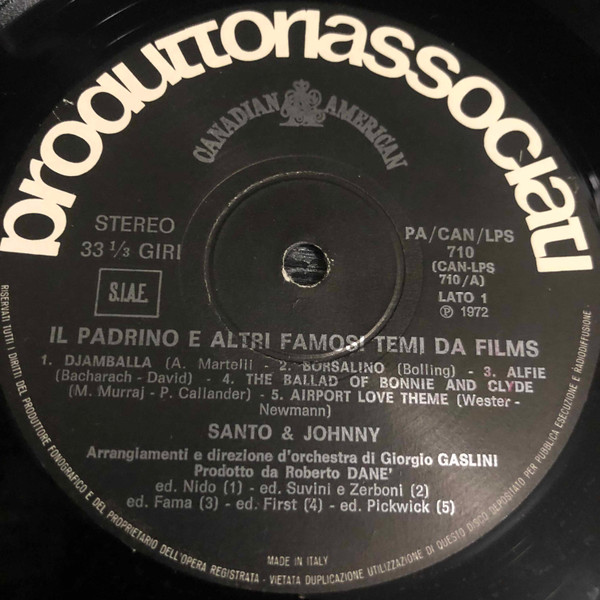 produttoriassociati
CANADIAN AMERICAN
STEREO
33 1/3 GIRI
S.I.A.E.
PA/CAN/LPS
710
(CAN-LPS
710/A)
LATO 1
Ⓟ 1972
IL PADRINO E ALTRI FAMOSI TEMI DA FILMS
1. DJAMBALLA (A. Martelli - 2. BORSALINO (Bolling) - 3. ALFIE
(Bacharach - David) - 4. THE BALLAD OF BONNIE AND CLYDE
(M. Murraj - P. Callander) - 5. AIRPORT LOVE THEME (Wester -
Newmann)
SANTO & JOHNNY
Arrangiamenti e direzione d'orchestra di Giorgio GASLINI
Prodotto da Roberto DANE'
ed. Nido (1) - ed. Suvini e Zerboni (2)
ed. Fama (3) - ed. First (4) - ed. Pickwick (5)
MADE IN ITALY
RISERVATI TUTTI I DIRITTI DEL PRODUTTORE FONOGRAFICO E DEL PROPRIETARIO DELL'OPERA REGISTRATA - VIETATA DUPLICAZIONE UTILIZZAZIONE DI QUESTO DISCO DEPOSITATO PER PUBBLICA ESECUZIONE E RADIODIFFUSIONE